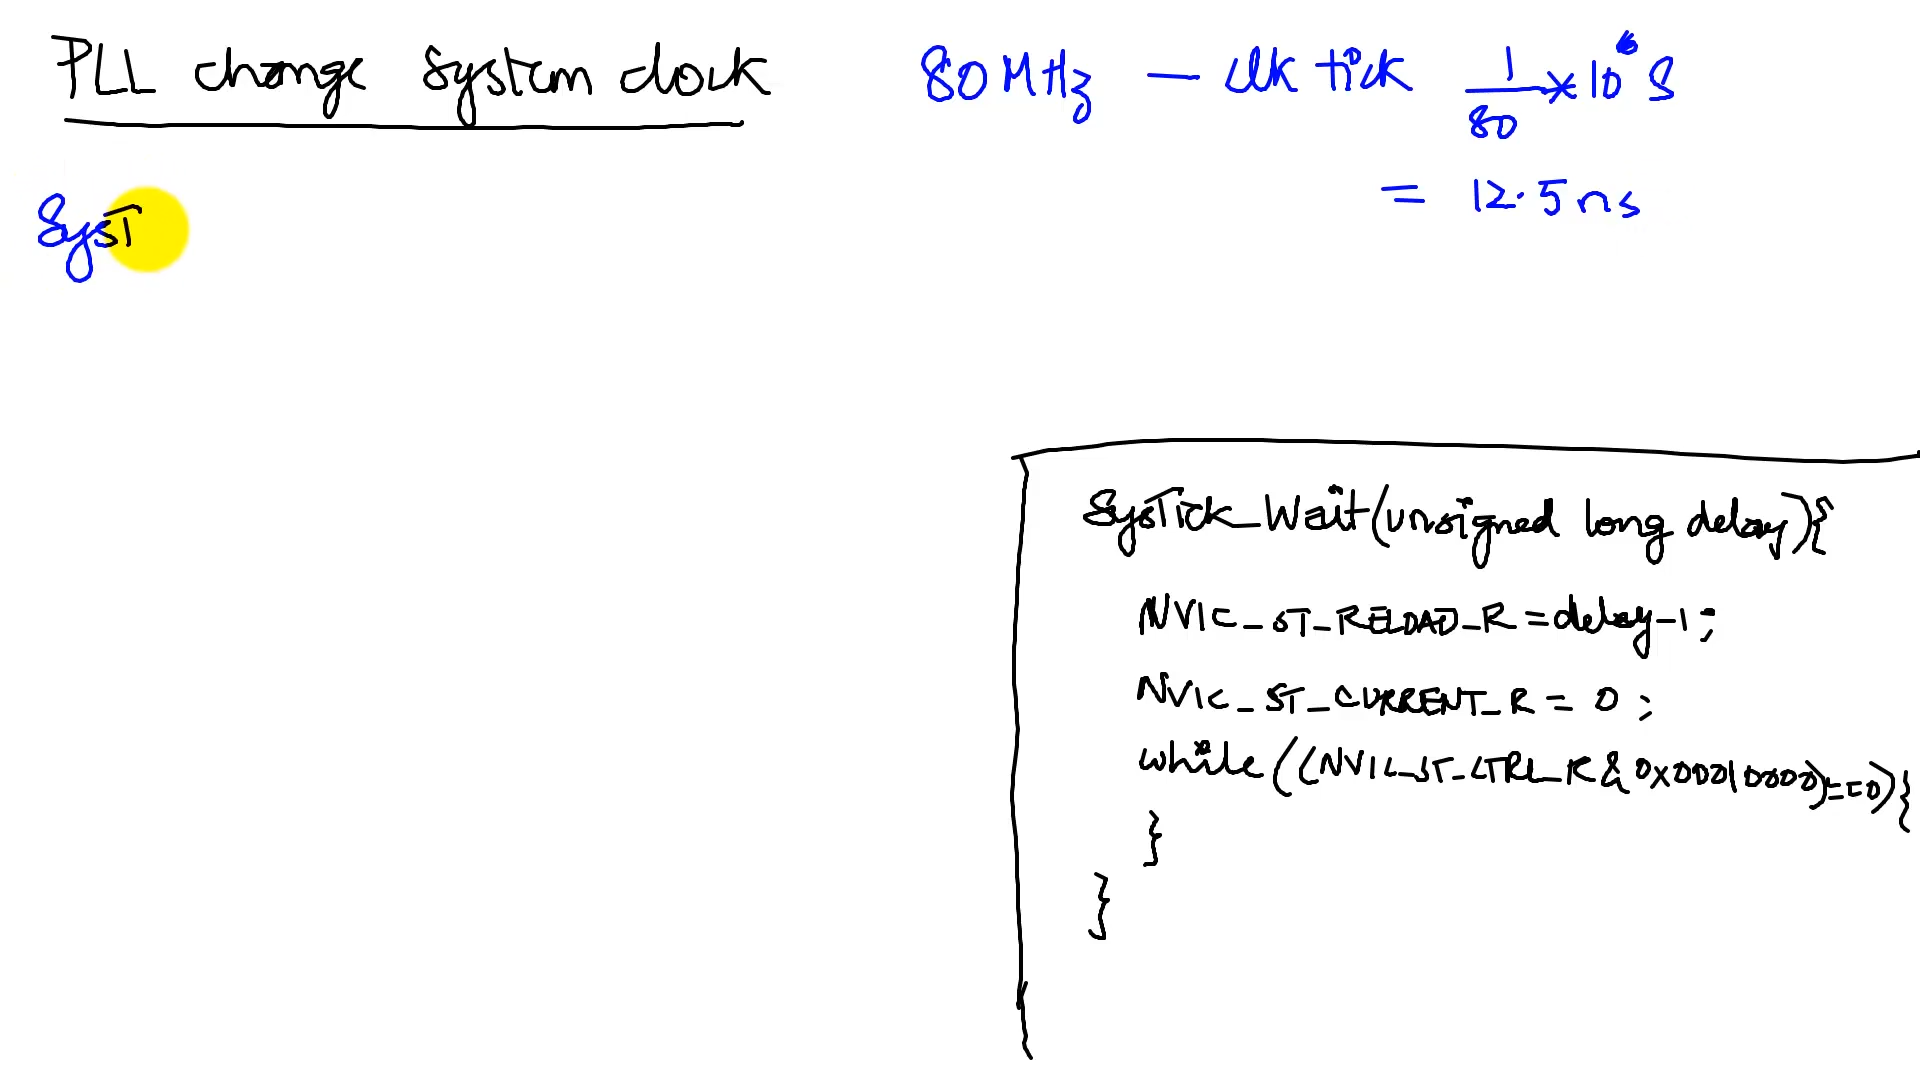 PLL change system clock
80 MHz — clk tick 1/80 × 10^6 S
= 12.5 ns
SysT
SysTick_Wait(unsigned long delay){
NVIC_ST_RELOAD_R = delay-1;
NVIC_ST_CURRENT_R = 0;
while((NVIC_ST_CTRL_R & 0x00010000)==0){
}
}